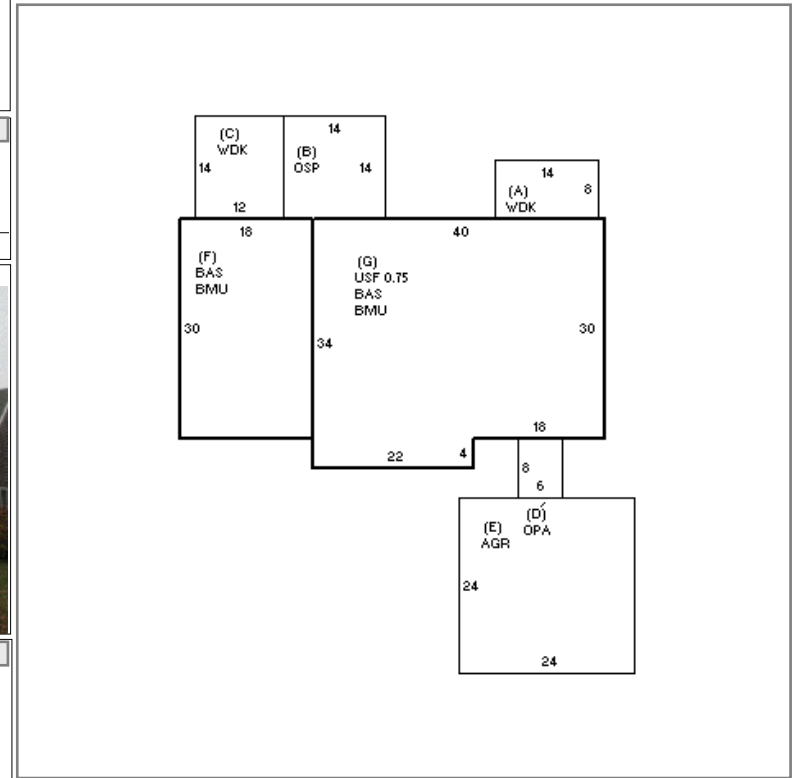 (C)
WDK
14
12
14
(B)
OSP
14
14
8
(A)
WDK
18
(F)
BAS
BMU
30
40
(G)
USF 0.75
BAS
BMU
34
30
18
22
4
8
6
(D)
OPA
(E)
AGR
24
24